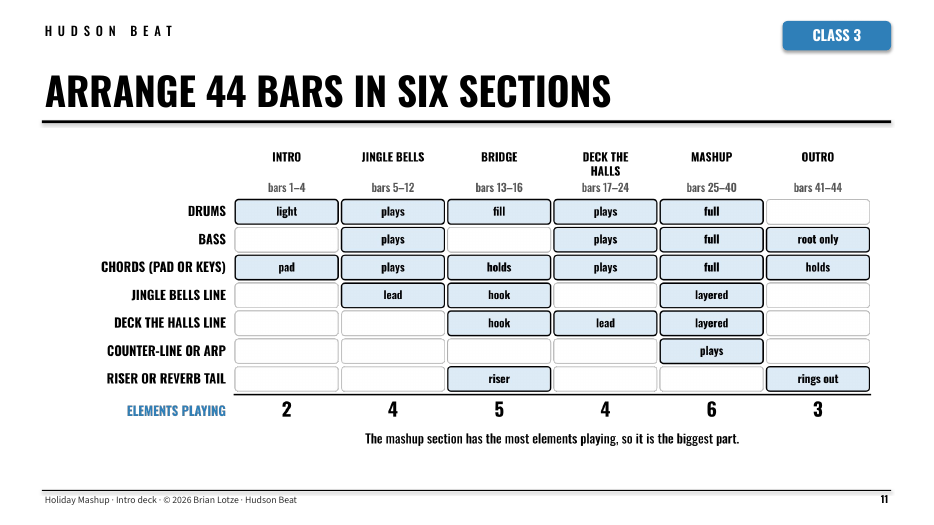 HUDSON BEAT
CLASS 3
ARRANGE 44 BARS IN SIX SECTIONS
INTRO JINGLE BELLS BRIDGE DECK THE HALLS MASHUP OUTRO
bars 1–4 bars 5–12 bars 13–16 bars 17–24 bars 25–40 bars 41–44
DRUMS light plays fill plays full
BASS plays plays full root only
CHORDS (PAD OR KEYS) pad plays holds plays full holds
JINGLE BELLS LINE lead hook layered
DECK THE HALLS LINE hook lead layered
COUNTER-LINE OR ARP plays
RISER OR REVERB TAIL riser rings out
ELEMENTS PLAYING 2 4 5 4 6 3
The mashup section has the most elements playing, so it is the biggest part.
Holiday Mashup · Intro deck · © 2026 Brian Lotze · Hudson Beat 11